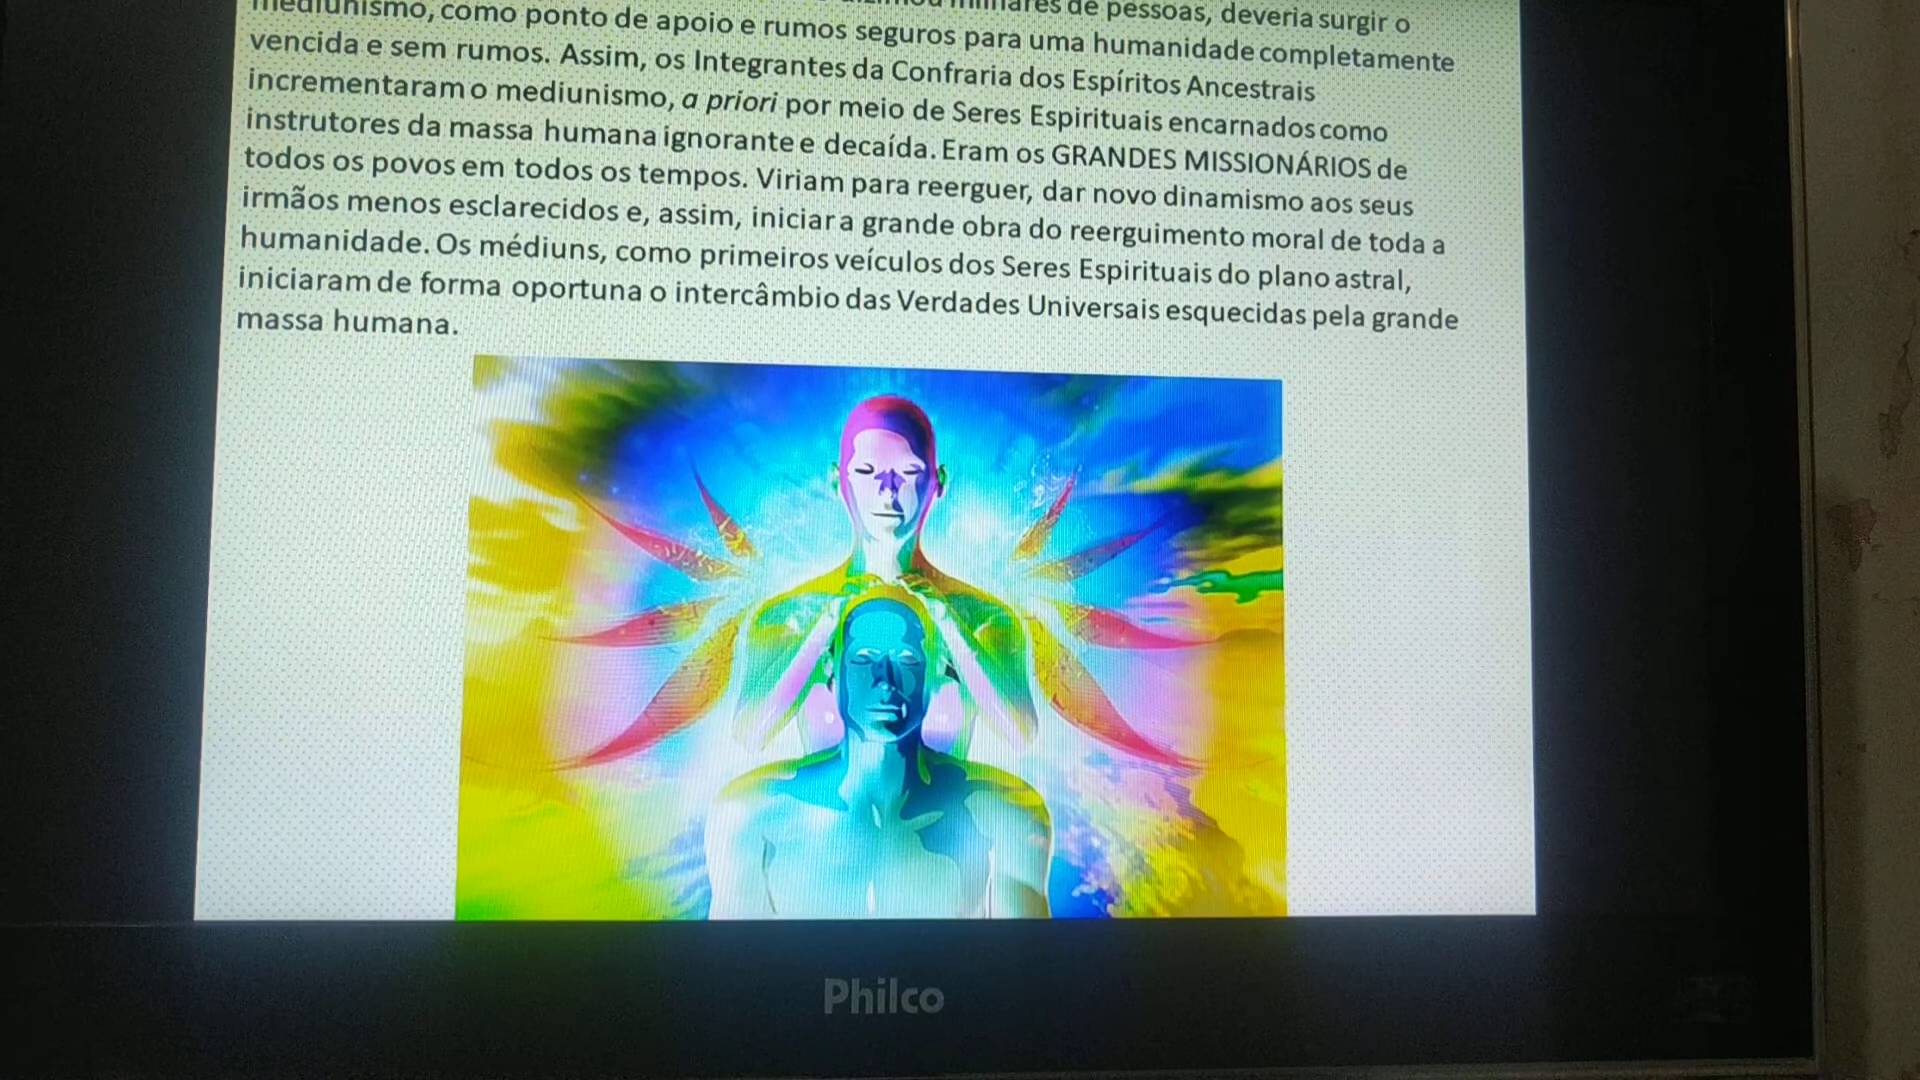 mediunismo, como ponto de apoio e rumos seguros para uma humanidade completamente
vencida e sem rumos. Assim, os Integrantes da Confraria dos Espíritos Ancestrais
incrementaram o mediunismo, a priori por meio de Seres Espirituais encarnados como
instrutores da massa humana ignorante e decaída. Eram os GRANDES MISSIONÁRIOS de
todos os povos em todos os tempos. Viriam para reerguer, dar novo dinamismo aos seus
irmãos menos esclarecidos e, assim, iniciar a grande obra do reerguimento moral de toda a
humanidade. Os médiuns, como primeiros veículos dos Seres Espirituais do plano astral,
iniciaram de forma oportuna o intercâmbio das Verdades Universais esquecidas pela grande
massa humana.
Philco